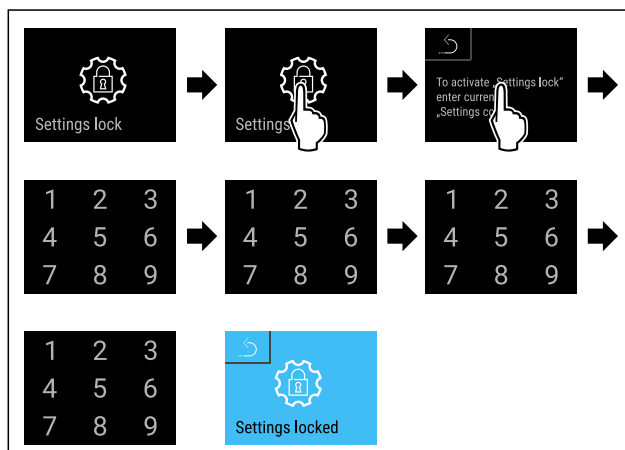 Settings lock
Settings
To activate „Settings lock“
enter curren
„Settings co
1 2 3
4 5 6
7 8 9
1 2 3
4 5 6
7 8 9
1 2 3
4 5 6
7 8 9
1 2 3
4 5 6
7 8 9
Settings locked